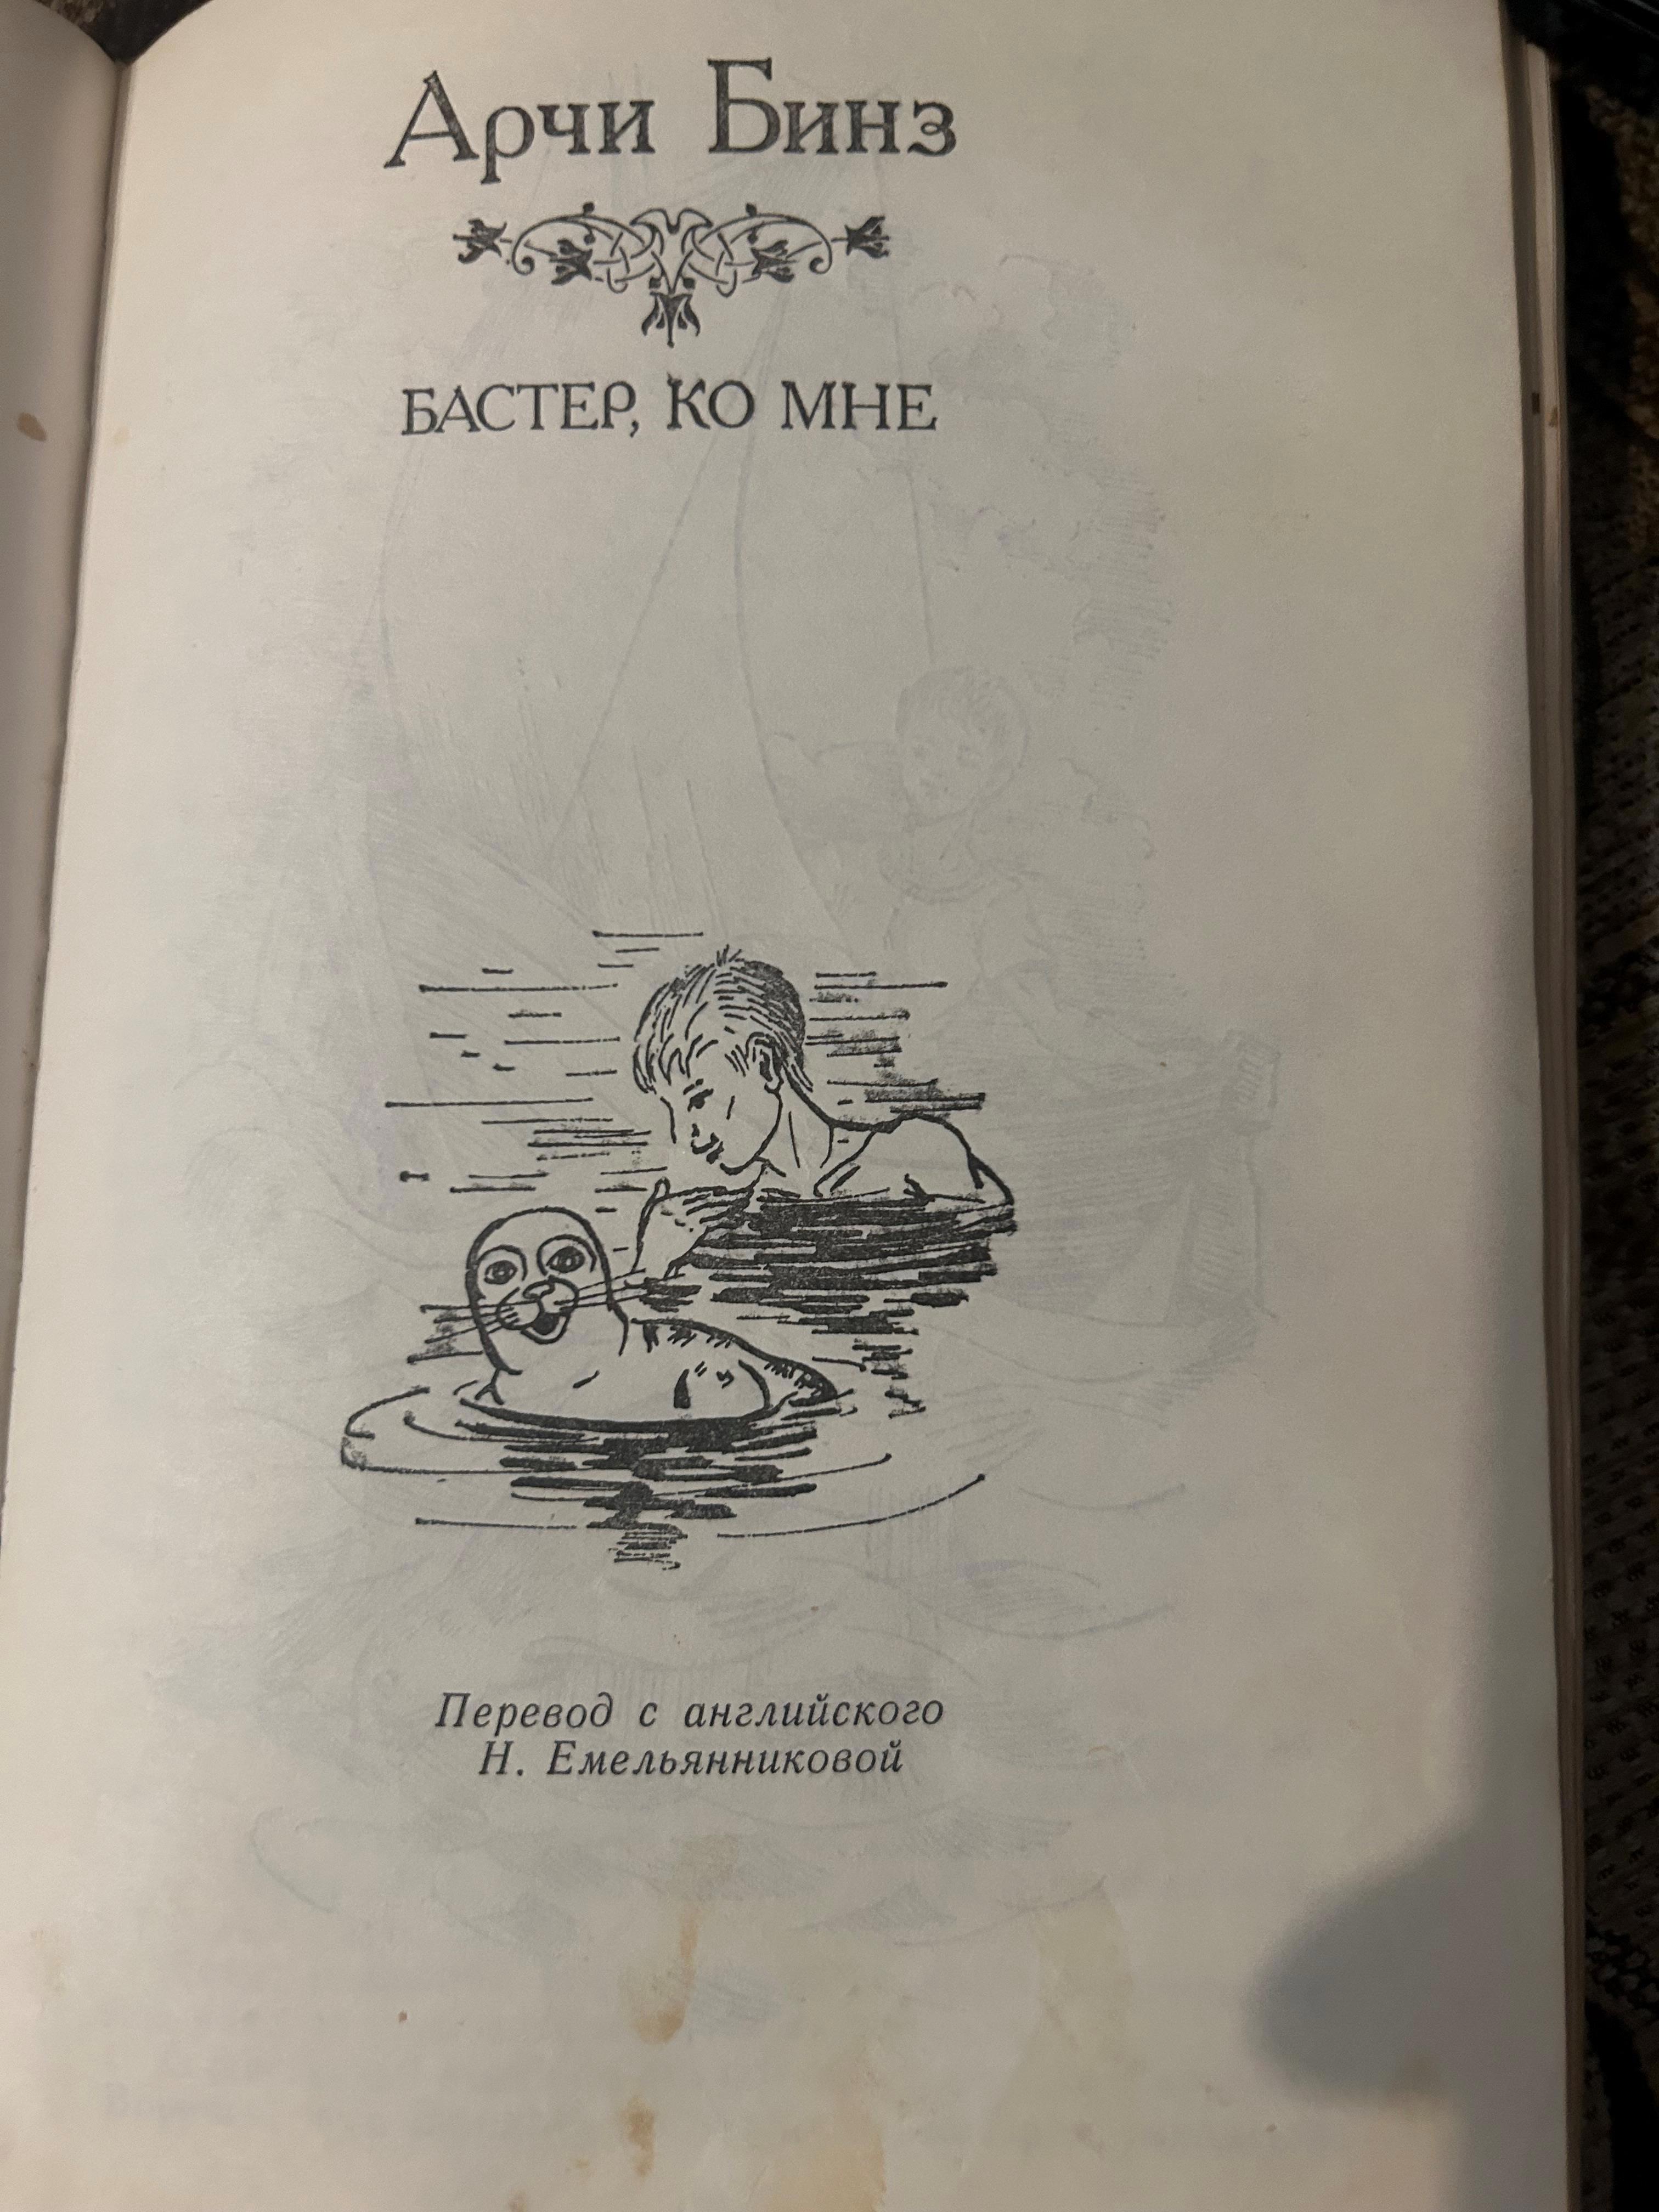 Арчи Бинз
БАСТЕР, КО МНЕ
Перевод с английского
Н. Емельянниковой